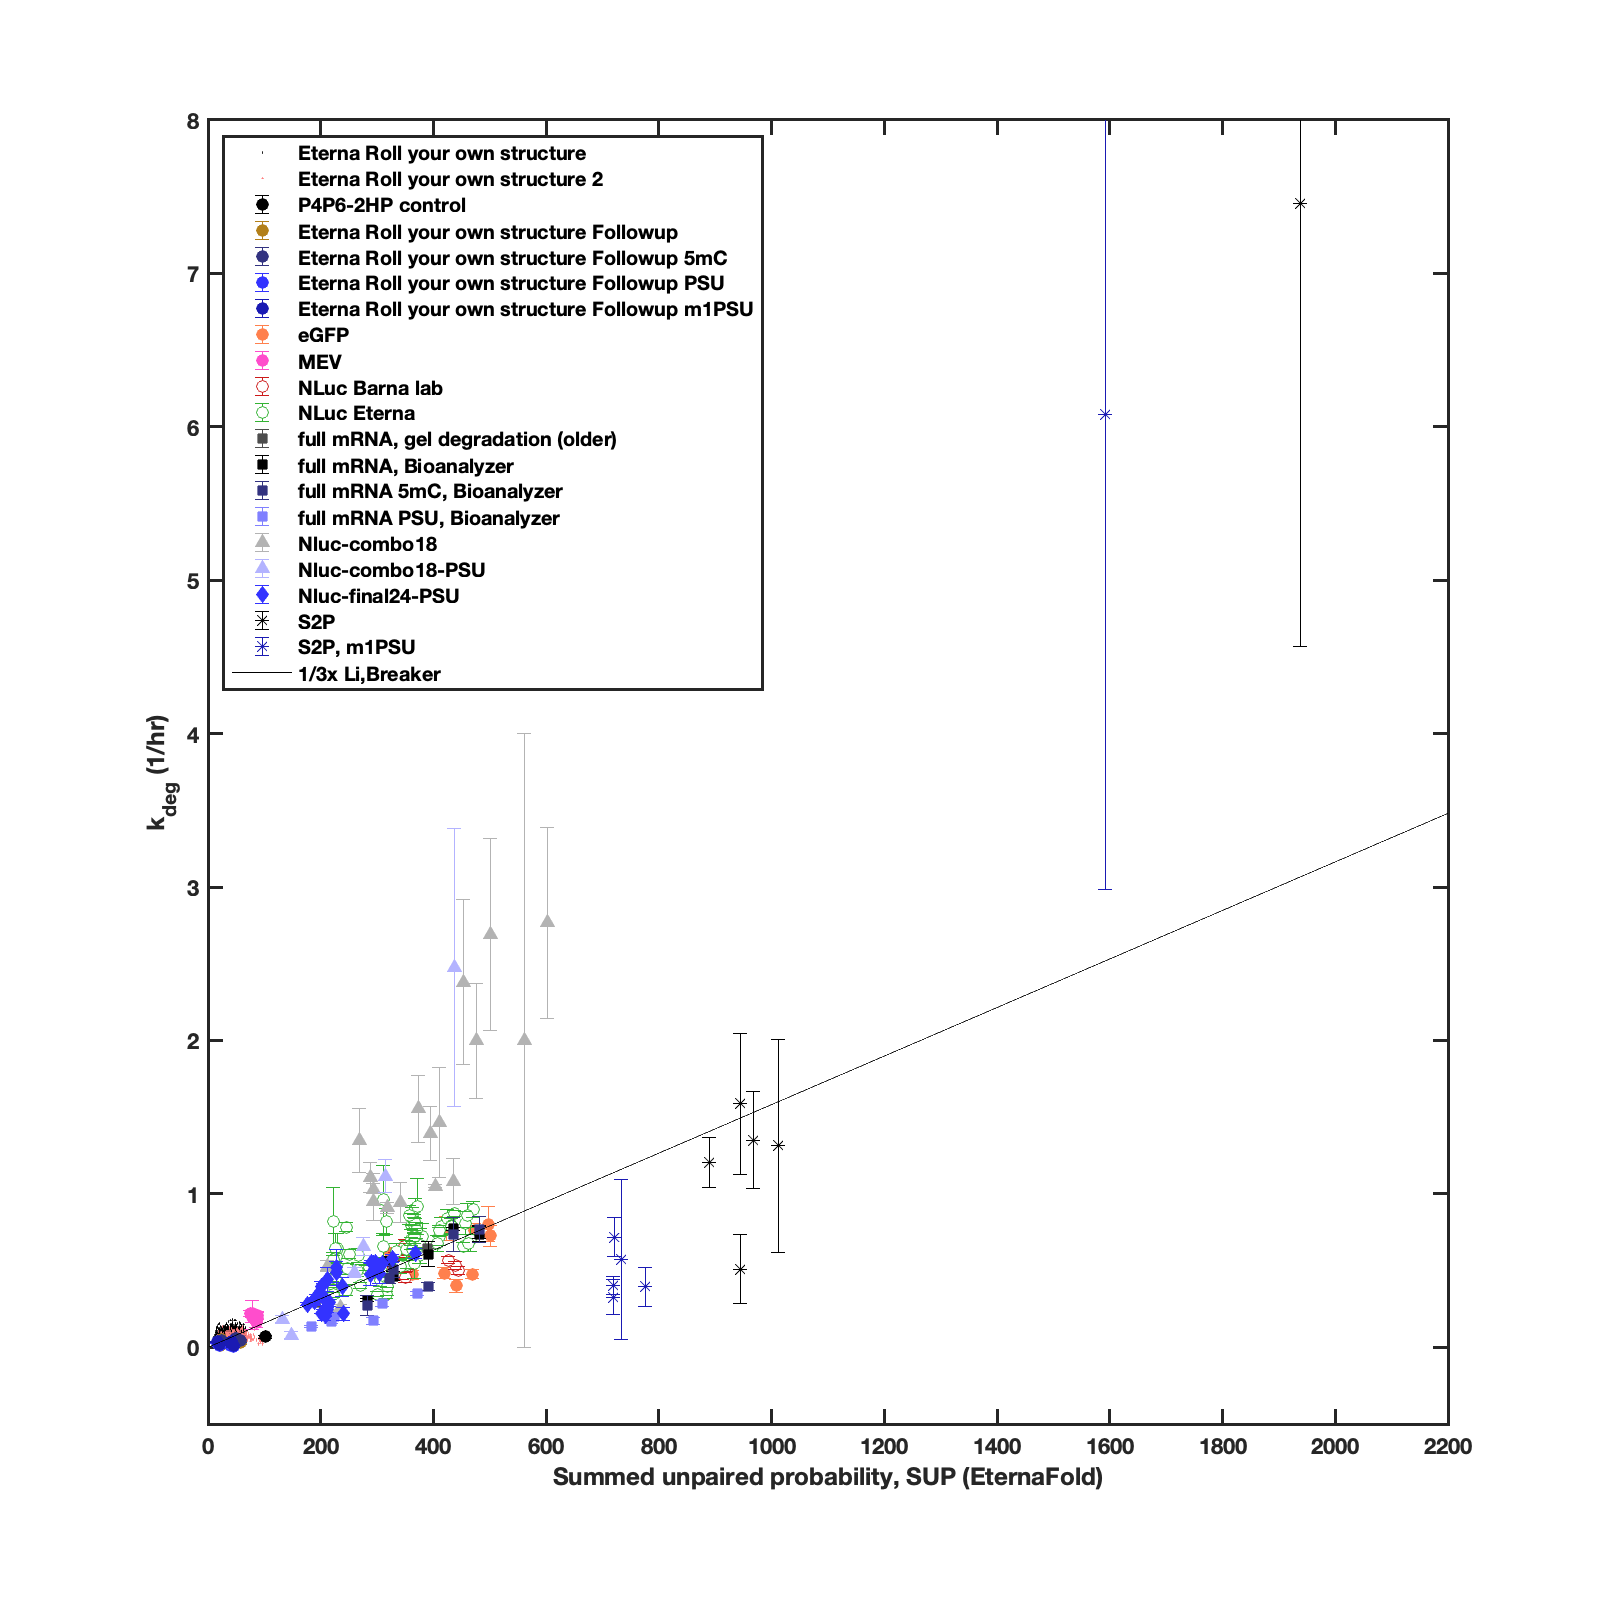 8
7
6
5
4
3
2
1
0
k_deg (1/hr)
Eterna Roll your own structure
Eterna Roll your own structure 2
P4P6-2HP control
Eterna Roll your own structure Followup
Eterna Roll your own structure Followup 5mC
Eterna Roll your own structure Followup PSU
Eterna Roll your own structure Followup m1PSU
eGFP
MEV
NLuc Barna lab
NLuc Eterna
full mRNA, gel degradation (older)
full mRNA, Bioanalyzer
full mRNA 5mC, Bioanalyzer
full mRNA PSU, Bioanalyzer
Nluc-combo18
Nluc-combo18-PSU
Nluc-final24-PSU
S2P
S2P, m1PSU
1/3x Li,Breaker
0 200 400 600 800 1000 1200 1400 1600 1800 2000 2200
Summed unpaired probability, SUP (EternaFold)